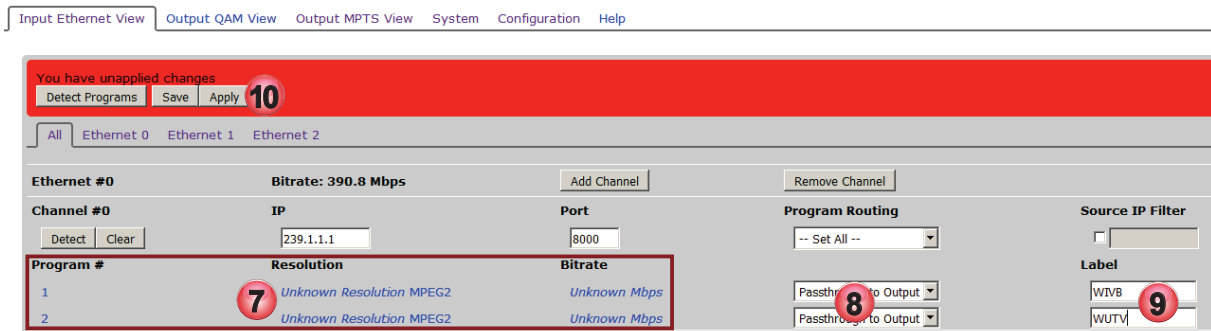 Input Ethernet View Output QAM View Output MPTS View System Configuration Help
You have unapplied changes
Detect Programs Save Apply 10
All Ethernet 0 Ethernet 1 Ethernet 2
Ethernet #0 Bitrate: 390.8 Mbps Add Channel Remove Channel
Channel #0 IP Port Program Routing Source IP Filter
Detect Clear 239.1.1.1 8000 -- Set All --
Program # Resolution Bitrate Label
1 Unknown Resolution MPEG2 Unknown Mbps to Output WIVB
7 8 9
2 Unknown Resolution MPEG2 Unknown Mbps to Output WUTV